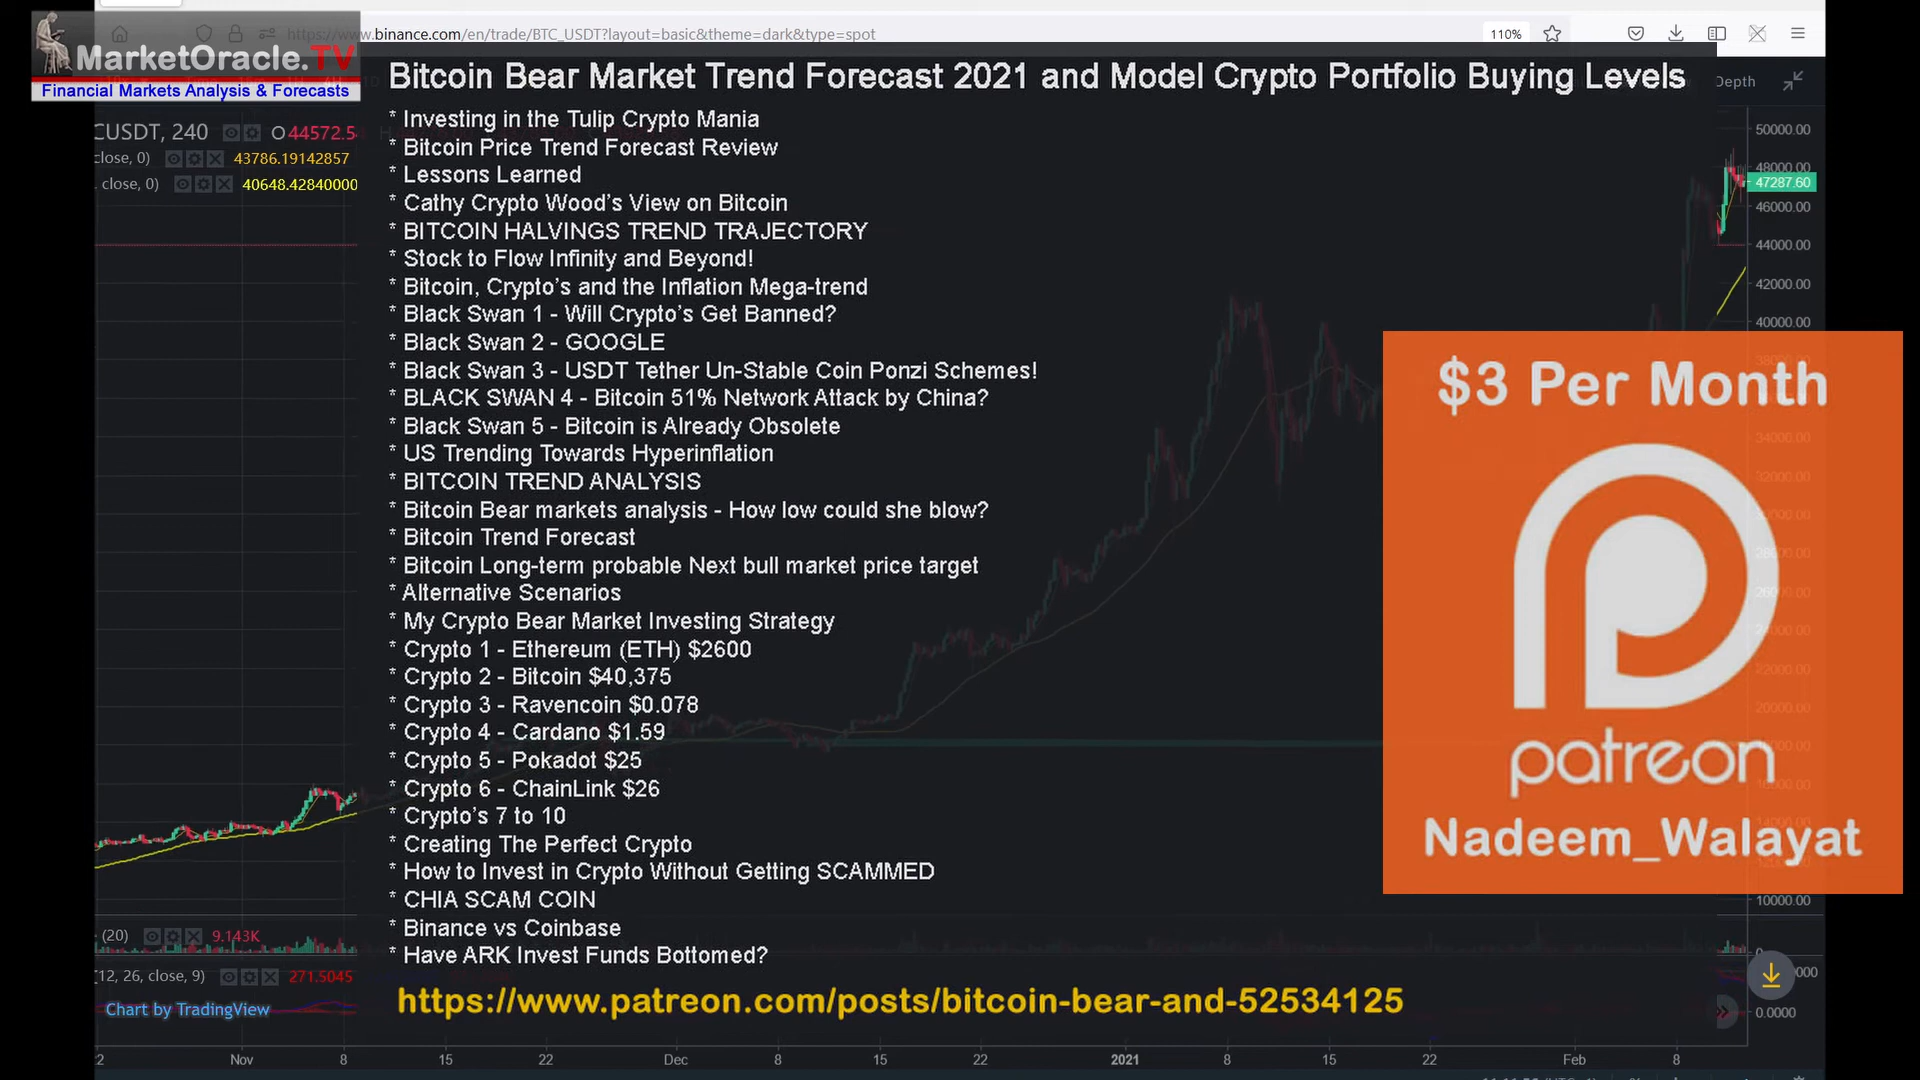 https://www.binance.com/en/trade/BTC_USDT?layout=basic&theme=dark&type=spot
110%
MarketOracle.TV
Financial Markets Analysis & Forecasts
Bitcoin Bear Market Trend Forecast 2021 and Model Crypto Portfolio Buying Levels
Depth
CUSDT, 240 O44572.5
close, 0) 43786.19142857
close, 0) 40648.42840000
* Investing in the Tulip Crypto Mania
* Bitcoin Price Trend Forecast Review
* Lessons Learned
* Cathy Crypto Wood's View on Bitcoin
* BITCOIN HALVINGS TREND TRAJECTORY
* Stock to Flow Infinity and Beyond!
* Bitcoin, Crypto's and the Inflation Mega-trend
* Black Swan 1 - Will Crypto's Get Banned?
* Black Swan 2 - GOOGLE
* Black Swan 3 - USDT Tether Un-Stable Coin Ponzi Schemes!
* BLACK SWAN 4 - Bitcoin 51% Network Attack by China?
* Black Swan 5 - Bitcoin is Already Obsolete
* US Trending Towards Hyperinflation
* BITCOIN TREND ANALYSIS
* Bitcoin Bear markets analysis - How low could she blow?
* Bitcoin Trend Forecast
* Bitcoin Long-term probable Next bull market price target
* Alternative Scenarios
* My Crypto Bear Market Investing Strategy
* Crypto 1 - Ethereum (ETH) $2600
* Crypto 2 - Bitcoin $40,375
* Crypto 3 - Ravencoin $0.078
* Crypto 4 - Cardano $1.59
* Crypto 5 - Pokadot $25
* Crypto 6 - ChainLink $26
* Crypto's 7 to 10
* Creating The Perfect Crypto
* How to Invest in Crypto Without Getting SCAMMED
* CHIA SCAM COIN
* Binance vs Coinbase
* Have ARK Invest Funds Bottomed?
https://www.patreon.com/posts/bitcoin-bear-and-52534125
50000.00
48000.00
47287.60
46000.00
44000.00
42000.00
40000.00
$3 Per Month
patreon
Nadeem_Walayat
10000.00
0.0000
(20) 9.143K
12, 26, close, 9) 271.5045
Chart by TradingView
Nov 8 15 22 Dec 8 15 22 2021 8 15 22 Feb 8